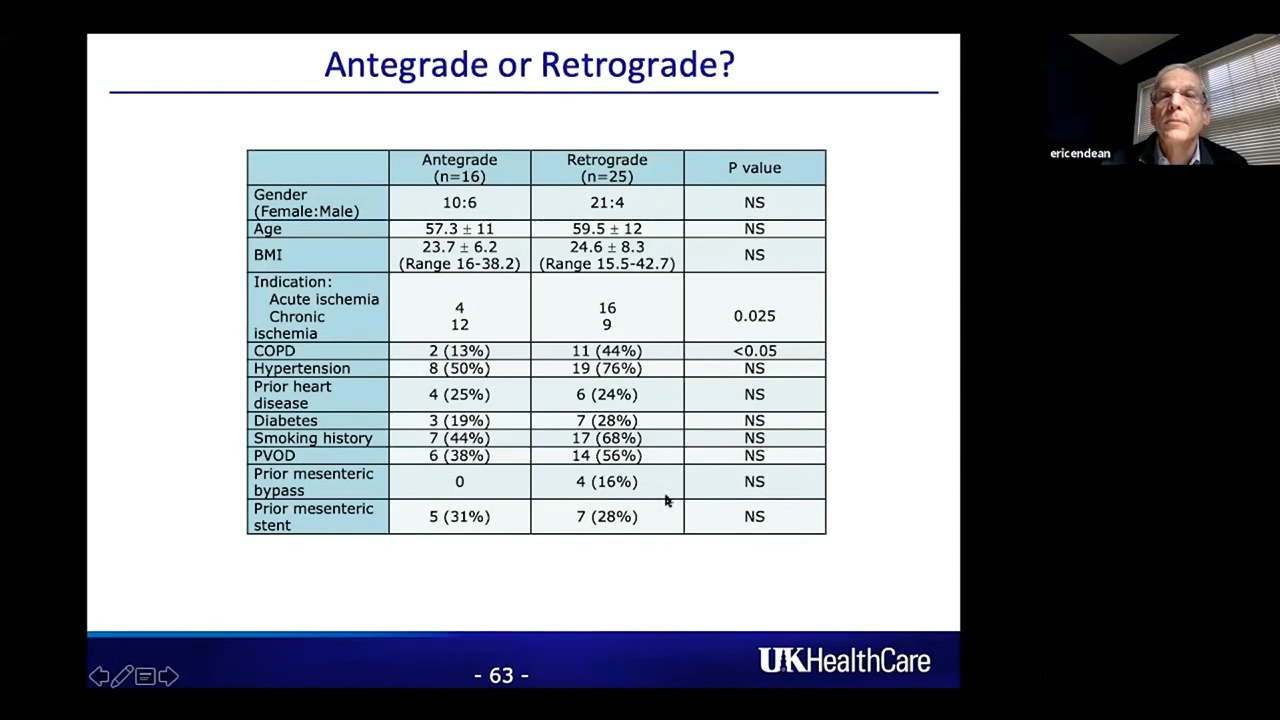 Antegrade or Retrograde?
ericendean
Antegrade (n=16) Retrograde (n=25) P value
Gender (Female:Male) 10:6 21:4 NS
Age 57.3 ± 11 59.5 ± 12 NS
BMI 23.7 ± 6.2 (Range 16-38.2) 24.6 ± 8.3 (Range 15.5-42.7) NS
Indication:
Acute ischemia 4 16
Chronic ischemia 12 9 0.025
COPD 2 (13%) 11 (44%) <0.05
Hypertension 8 (50%) 19 (76%) NS
Prior heart disease 4 (25%) 6 (24%) NS
Diabetes 3 (19%) 7 (28%) NS
Smoking history 7 (44%) 17 (68%) NS
PVOD 6 (38%) 14 (56%) NS
Prior mesenteric bypass 0 4 (16%) NS
Prior mesenteric stent 5 (31%) 7 (28%) NS
- 63 -
UKHealthCare